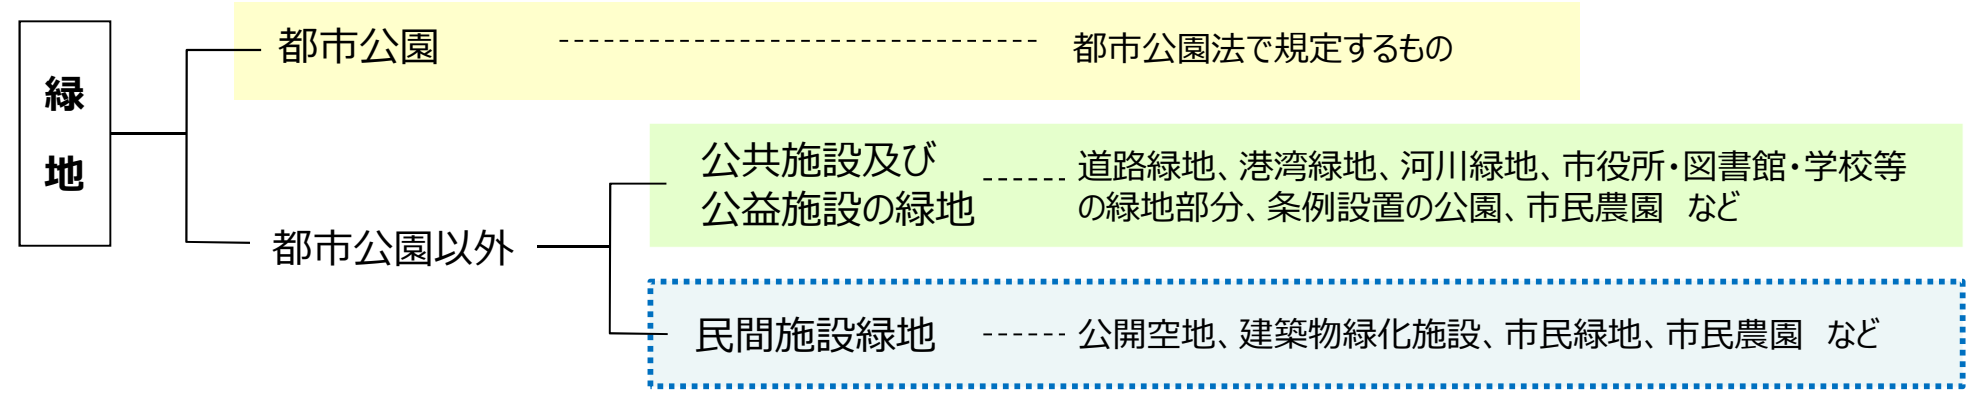 緑地
都市公園
都市公園法で規定するもの
公共施設及び
公益施設の緑地
道路緑地、港湾緑地、河川緑地、市役所・図書館・学校等
の緑地部分、条例設置の公園、市民農園 など
都市公園以外
民間施設緑地
公開空地、建築物緑化施設、市民緑地、市民農園 など